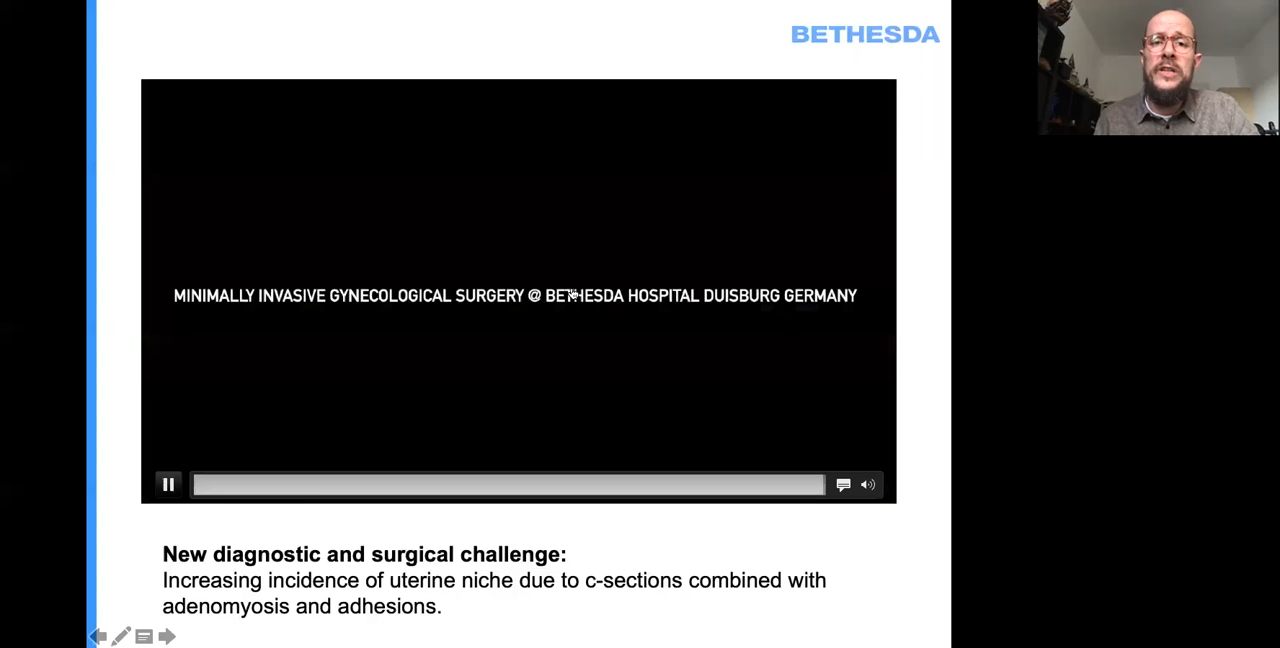 BETHESDA
MINIMALLY INVASIVE GYNECOLOGICAL SURGERY @ BETHESDA HOSPITAL DUISBURG GERMANY
New diagnostic and surgical challenge:
Increasing incidence of uterine niche due to c-sections combined with
adenomyosis and adhesions.